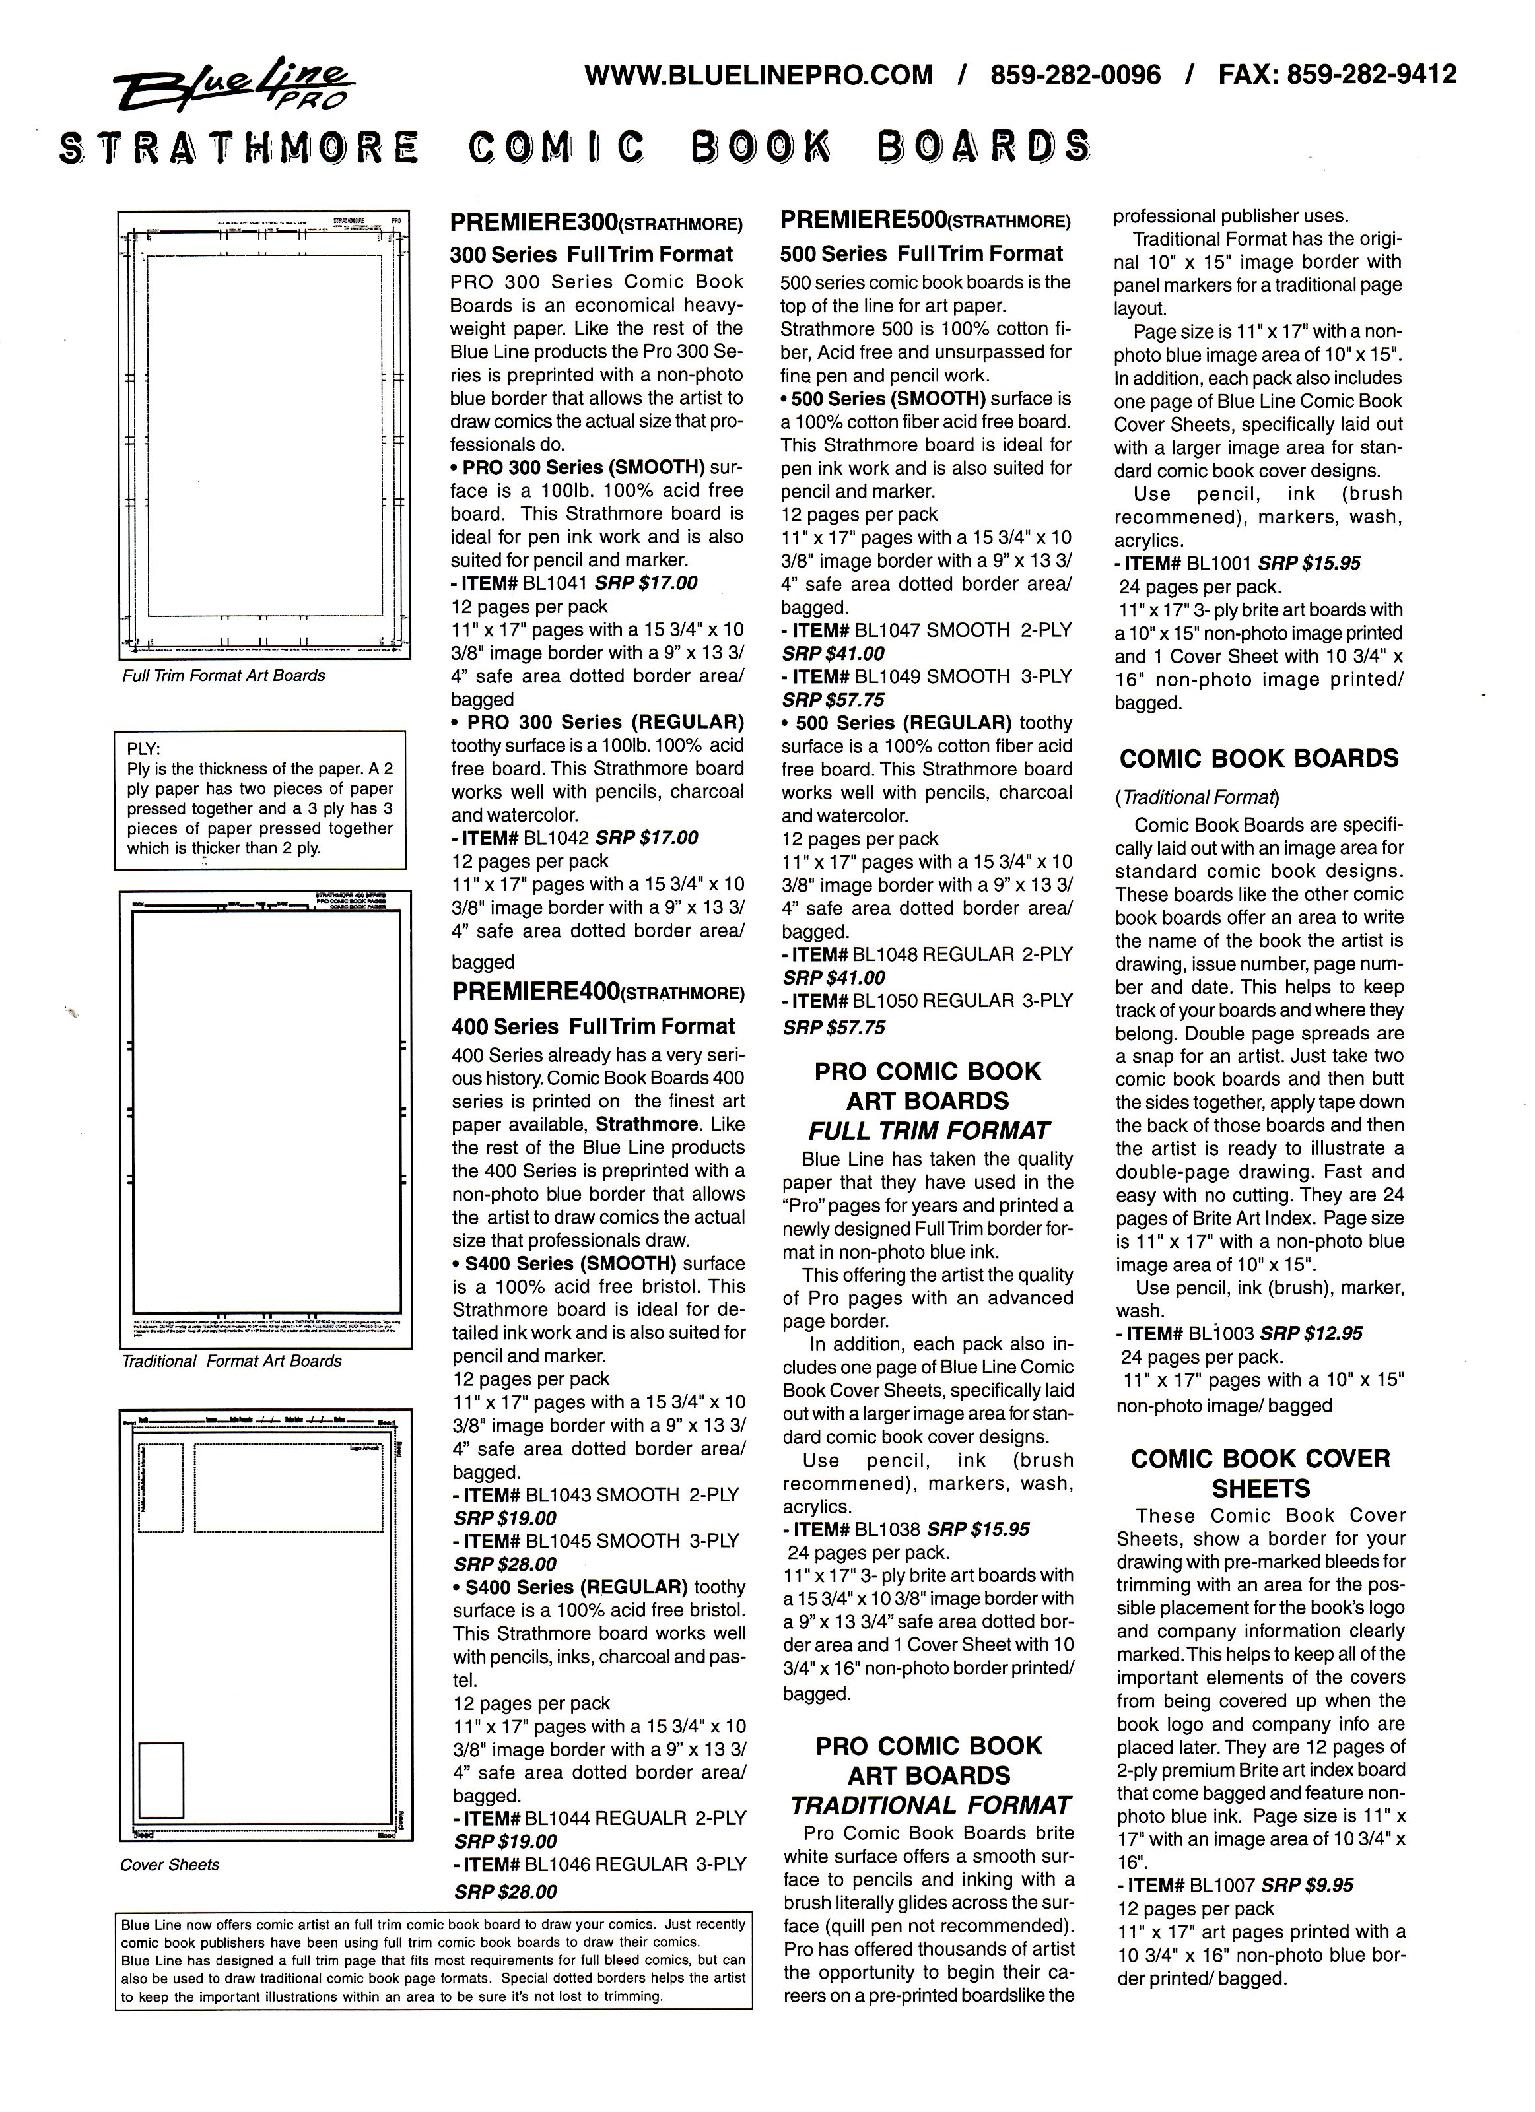 Blue Line
PRO
WWW.BLUELINEPRO.COM / 859-282-0096 / FAX: 859-282-9412
STRATHMORE COMIC BOOK BOARDS
STRATHMORE PRO
Full Trim Format Art Boards
PLY:
Ply is the thickness of the paper. A 2
ply paper has two pieces of paper
pressed together and a 3 ply has 3
pieces of paper pressed together
which is thicker than 2 ply.
STRATHMORE 400 SERIES
PRO COMIC BOOK PAGES
Traditional Format Art Boards
Bleed
Bleed
Bleed
Cover Sheets
PREMIERE300(STRATHMORE)
300 Series Full Trim Format
PRO 300 Series Comic Book
Boards is an economical heavy-
weight paper. Like the rest of the
Blue Line products the Pro 300 Se-
ries is preprinted with a non-photo
blue border that allows the artist to
draw comics the actual size that pro-
fessionals do.
• PRO 300 Series (SMOOTH) sur-
face is a 100lb. 100% acid free
board. This Strathmore board is
ideal for pen ink work and is also
suited for pencil and marker.
- ITEM# BL1041 SRP $17.00
12 pages per pack
11" x 17" pages with a 15 3/4" x 10
3/8" image border with a 9" x 13 3/
4" safe area dotted border area/
bagged
• PRO 300 Series (REGULAR)
toothy surface is a 100lb. 100% acid
free board. This Strathmore board
works well with pencils, charcoal
and watercolor.
- ITEM# BL1042 SRP $17.00
12 pages per pack
11" x 17" pages with a 15 3/4" x 10
3/8" image border with a 9" x 13 3/
4" safe area dotted border area/
bagged
PREMIERE400(STRATHMORE)
400 Series Full Trim Format
400 Series already has a very seri-
ous history. Comic Book Boards 400
series is printed on the finest art
paper available, Strathmore. Like
the rest of the Blue Line products
the 400 Series is preprinted with a
non-photo blue border that allows
the artist to draw comics the actual
size that professionals draw.
• S400 Series (SMOOTH) surface
is a 100% acid free bristol. This
Strathmore board is ideal for de-
tailed ink work and is also suited for
pencil and marker.
12 pages per pack
11" x 17" pages with a 15 3/4" x 10
3/8" image border with a 9" x 13 3/
4" safe area dotted border area/
bagged.
- ITEM# BL1043 SMOOTH 2-PLY
SRP $19.00
- ITEM# BL1045 SMOOTH 3-PLY
SRP $28.00
• S400 Series (REGULAR) toothy
surface is a 100% acid free bristol.
This Strathmore board works well
with pencils, inks, charcoal and pas-
tel.
12 pages per pack
11" x 17" pages with a 15 3/4" x 10
3/8" image border with a 9" x 13 3/
4" safe area dotted border area/
bagged.
- ITEM# BL1044 REGUALR 2-PLY
SRP $19.00
- ITEM# BL1046 REGULAR 3-PLY
SRP $28.00
Blue Line now offers comic artist an full trim comic book board to draw your comics. Just recently
comic book publishers have been using full trim comic book boards to draw their comics.
Blue Line has designed a full trim page that fits most requirements for full bleed comics, but can
also be used to draw traditional comic book page formats. Special dotted borders helps the artist
to keep the important illustrations within an area to be sure it's not lost to trimming.
PREMIERE500(STRATHMORE)
500 Series Full Trim Format
500 series comic book boards is the
top of the line for art paper.
Strathmore 500 is 100% cotton fi-
ber, Acid free and unsurpassed for
fine pen and pencil work.
• 500 Series (SMOOTH) surface is
a 100% cotton fiber acid free board.
This Strathmore board is ideal for
pen ink work and is also suited for
pencil and marker.
12 pages per pack
11" x 17" pages with a 15 3/4" x 10
3/8" image border with a 9" x 13 3/
4" safe area dotted border area/
bagged.
- ITEM# BL1047 SMOOTH 2-PLY
SRP $41.00
- ITEM# BL1049 SMOOTH 3-PLY
SRP $57.75
• 500 Series (REGULAR) toothy
surface is a 100% cotton fiber acid
free board. This Strathmore board
works well with pencils, charcoal
and watercolor.
12 pages per pack
11" x 17" pages with a 15 3/4" x 10
3/8" image border with a 9" x 13 3/
4" safe area dotted border area/
bagged.
- ITEM# BL1048 REGULAR 2-PLY
SRP $41.00
- ITEM# BL1050 REGULAR 3-PLY
SRP $57.75
PRO COMIC BOOK
ART BOARDS
FULL TRIM FORMAT
Blue Line has taken the quality
paper that they have used in the
"Pro" pages for years and printed a
newly designed Full Trim border for-
mat in non-photo blue ink.
This offering the artist the quality
of Pro pages with an advanced
page border.
In addition, each pack also in-
cludes one page of Blue Line Comic
Book Cover Sheets, specifically laid
out with a larger image area for stan-
dard comic book cover designs.
Use pencil, ink (brush
recommened), markers, wash,
acrylics.
- ITEM# BL1038 SRP $15.95
24 pages per pack.
11" x 17" 3- ply brite art boards with
a 15 3/4" x 10 3/8" image border with
a 9" x 13 3/4" safe area dotted bor-
der area and 1 Cover Sheet with 10
3/4" x 16" non-photo border printed/
bagged.
PRO COMIC BOOK
ART BOARDS
TRADITIONAL FORMAT
Pro Comic Book Boards brite
white surface offers a smooth sur-
face to pencils and inking with a
brush literally glides across the sur-
face (quill pen not recommended).
Pro has offered thousands of artist
the opportunity to begin their ca-
reers on a pre-printed boardslike the
professional publisher uses.
Traditional Format has the origi-
nal 10" x 15" image border with
panel markers for a traditional page
layout.
Page size is 11" x 17" with a non-
photo blue image area of 10" x 15".
In addition, each pack also includes
one page of Blue Line Comic Book
Cover Sheets, specifically laid out
with a larger image area for stan-
dard comic book cover designs.
Use pencil, ink (brush
recommened), markers, wash,
acrylics.
- ITEM# BL1001 SRP $15.95
24 pages per pack.
11" x 17" 3- ply brite art boards with
a 10" x 15" non-photo image printed
and 1 Cover Sheet with 10 3/4" x
16" non-photo image printed/
bagged.
COMIC BOOK BOARDS
(Traditional Format)
Comic Book Boards are specifi-
cally laid out with an image area for
standard comic book designs.
These boards like the other comic
book boards offer an area to write
the name of the book the artist is
drawing, issue number, page num-
ber and date. This helps to keep
track of your boards and where they
belong. Double page spreads are
a snap for an artist. Just take two
comic book boards and then butt
the sides together, apply tape down
the back of those boards and then
the artist is ready to illustrate a
double-page drawing. Fast and
easy with no cutting. They are 24
pages of Brite Art Index. Page size
is 11" x 17" with a non-photo blue
image area of 10" x 15".
Use pencil, ink (brush), marker,
wash.
- ITEM# BL1003 SRP $12.95
24 pages per pack.
11" x 17" pages with a 10" x 15"
non-photo image/ bagged
COMIC BOOK COVER
SHEETS
These Comic Book Cover
Sheets, show a border for your
drawing with pre-marked bleeds for
trimming with an area for the pos-
sible placement for the book's logo
and company information clearly
marked. This helps to keep all of the
important elements of the covers
from being covered up when the
book logo and company info are
placed later. They are 12 pages of
2-ply premium Brite art index board
that come bagged and feature non-
photo blue ink. Page size is 11" x
17" with an image area of 10 3/4" x
16".
- ITEM# BL1007 SRP $9.95
12 pages per pack
11" x 17" art pages printed with a
10 3/4" x 16" non-photo blue bor-
der printed/ bagged.